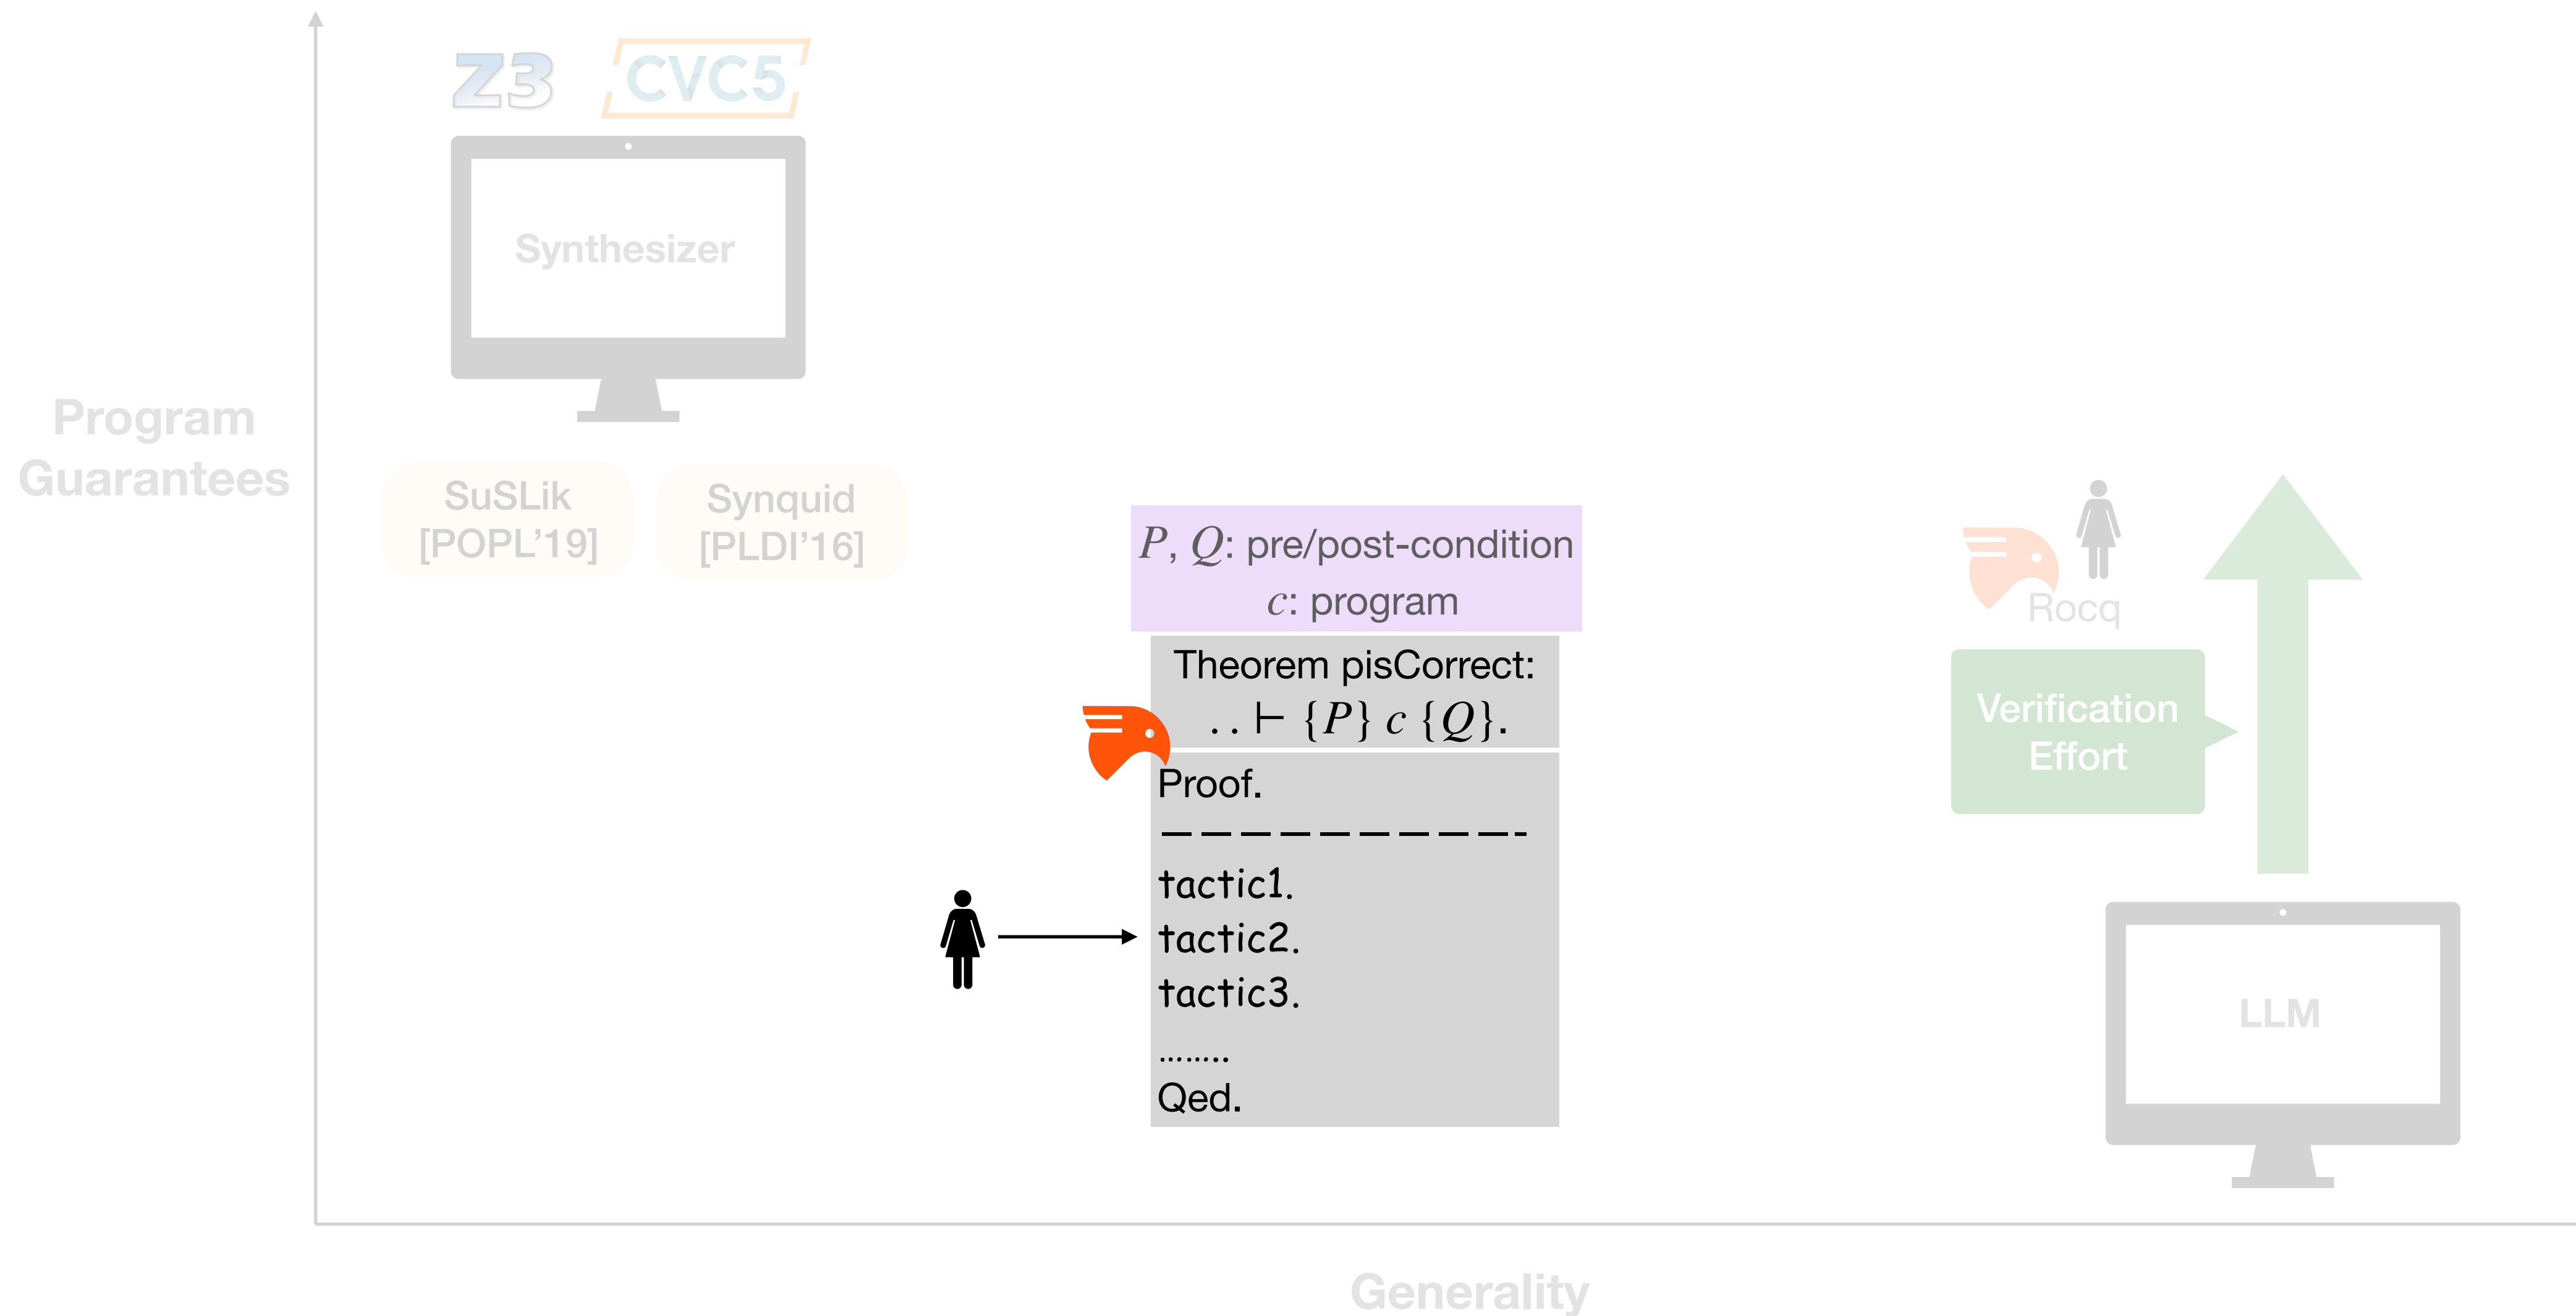 Z3
CVC5
Synthesizer
Program
Guarantees
SuSLik
[POPL’19]
Synquid
[PLDI’16]
P, Q: pre/post-condition
c: program
Theorem pisCorrect:
. . ⊢ {P} c {Q}.
Proof.
tactic1.
tactic2.
tactic3.
........
Qed.
Rocq
Verification
Effort
LLM
Generality